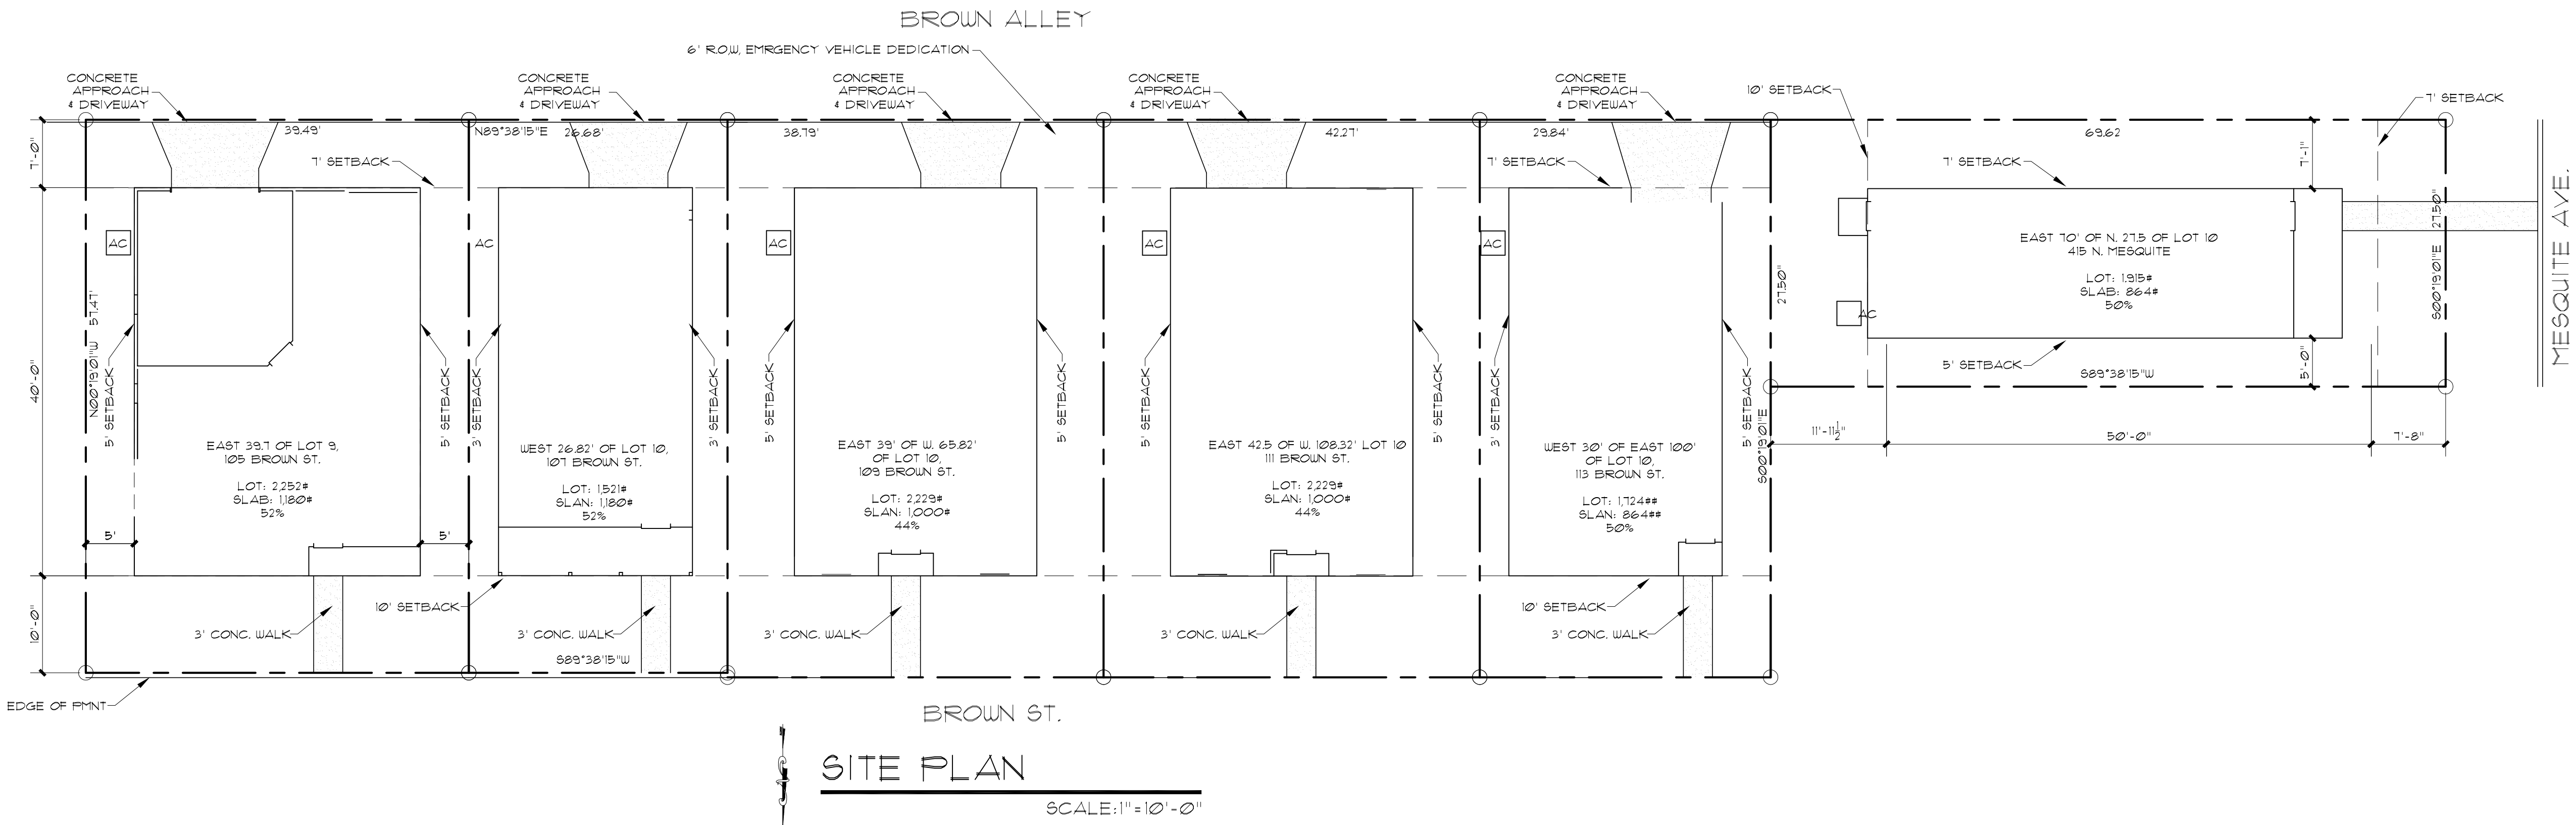 BROWN ALLEY
6' R.O.W, EMRGENCY VEHICLE DEDICATION
CONCRETE
APPROACH
& DRIVEWAY
CONCRETE
APPROACH
& DRIVEWAY
CONCRETE
APPROACH
& DRIVEWAY
CONCRETE
APPROACH
& DRIVEWAY
CONCRETE
APPROACH
& DRIVEWAY
10' SETBACK
7' SETBACK
39.49'
N89°38'15"E
26.68'
38.79'
42.27'
29.84'
69.62
7'-0"
7' SETBACK
7' SETBACK
7' SETBACK
7'-1"
MESQUITE AVE.
AC
AC
AC
AC
AC
AC
EAST 70' OF N. 27.5 OF LOT 10
415 N. MESQUITE
LOT: 1.915#
SLAB: 864#
50%
27.50'
S00°19'01"E
27.50"
N00°19'01"W
57.47'
40'-0"
5' SETBACK
5' SETBACK
3' SETBACK
3' SETBACK
5' SETBACK
5' SETBACK
5' SETBACK
5' SETBACK
3' SETBACK
5' SETBACK
S00°19'01"E
5' SETBACK
S89°38'15"W
5'-0"
11'-11½"
50'-0"
7'-8"
EAST 39.7 OF LOT 9,
105 BROWN ST.
LOT: 2,252#
SLAB: 1,180#
52%
WEST 26.82' OF LOT 10,
107 BROWN ST.
LOT: 1,521#
SLAN: 1,180#
52%
EAST 39' OF W. 65.82'
OF LOT 10,
109 BROWN ST.
LOT: 2,229#
SLAN: 1,000#
44%
EAST 42.5 OF W. 108.32' LOT 10
111 BROWN ST.
LOT: 2,229#
SLAN: 1,000#
44%
WEST 30' OF EAST 100'
OF LOT 10,
113 BROWN ST.
LOT: 1,724##
SLAN: 864##
50%
5'
5'
10'-0"
10' SETBACK
10' SETBACK
3' CONC. WALK
3' CONC. WALK
3' CONC. WALK
3' CONC. WALK
3' CONC. WALK
S89°38'15"W
EDGE OF PMNT
BROWN ST.
SITE PLAN
SCALE:1"=10'-0"